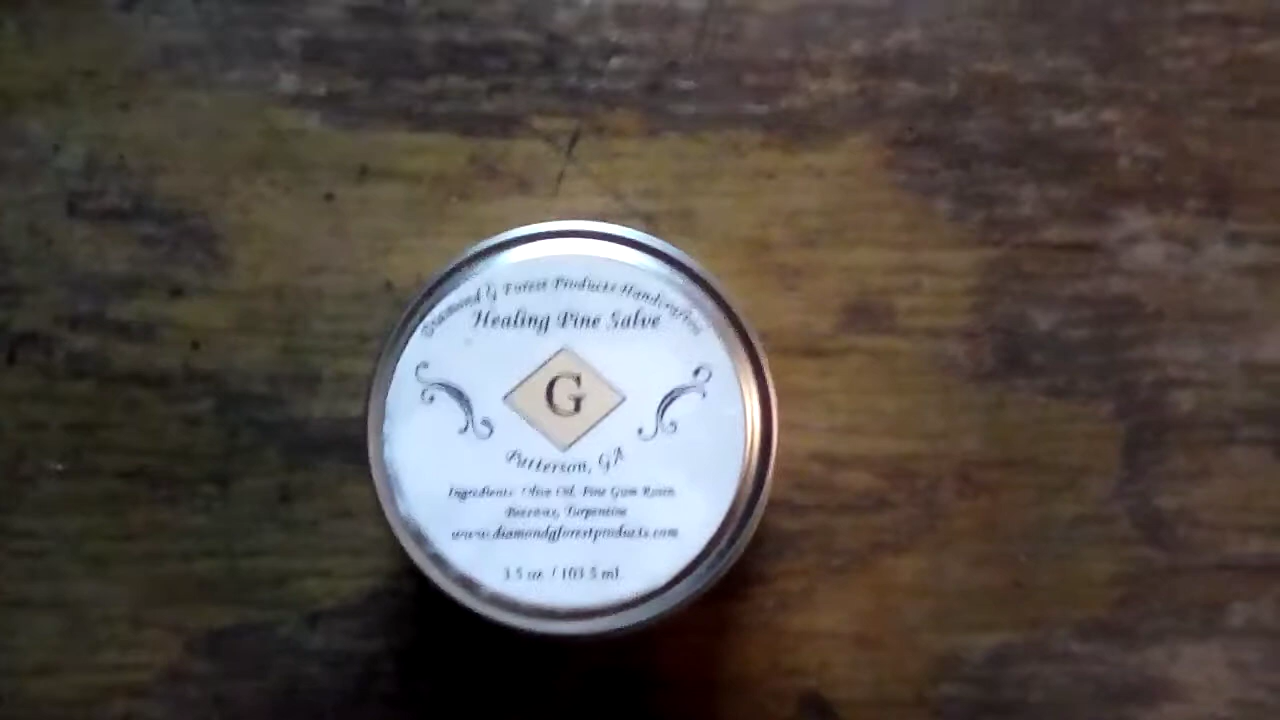 Diamond G Forest Products Handcrafted
Healing Pine Salve
G
Patterson, GA
Ingredients: Olive Oil, Pine Gum Rosin,
Beeswax, Turpentine
www.diamondgforestproducts.com
3.5 oz. / 103.5 ml.